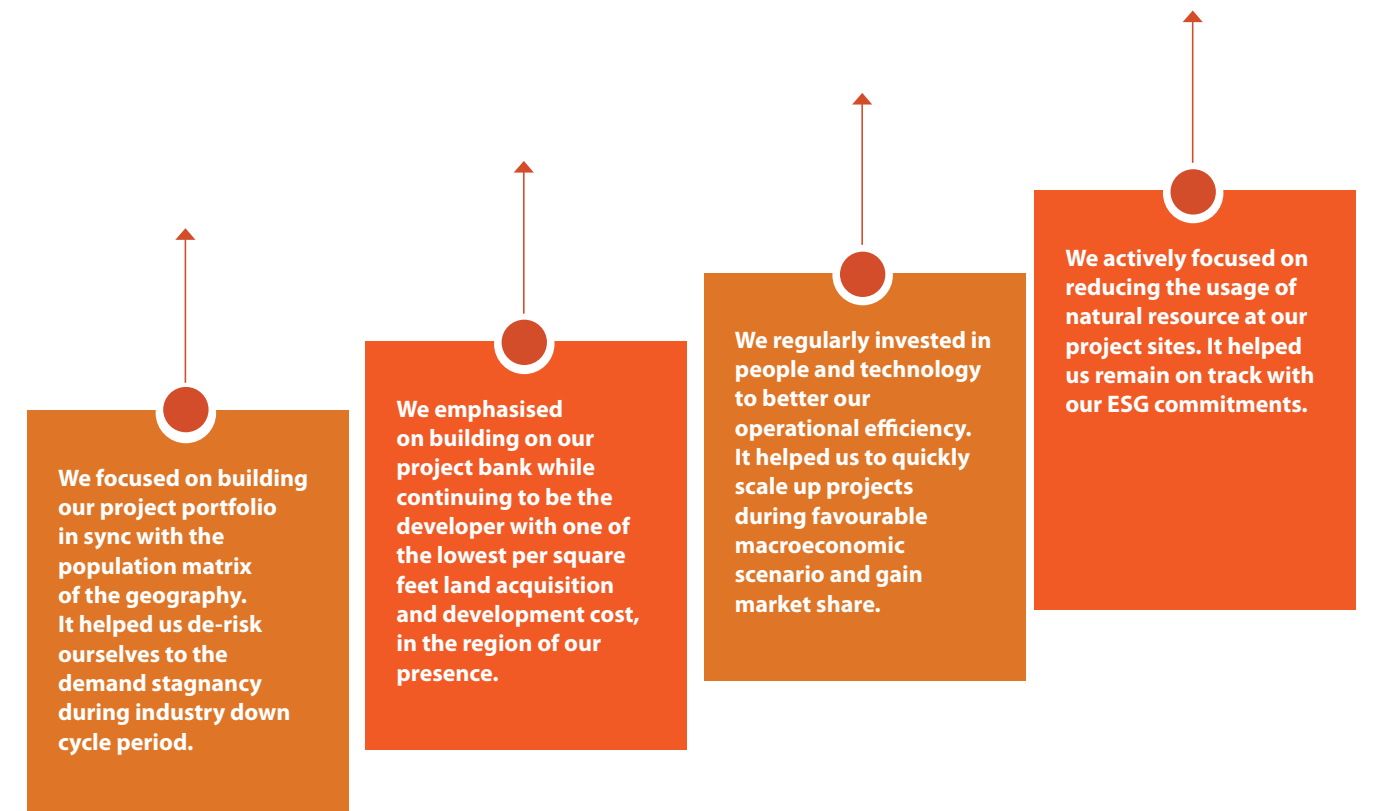 We focused on building
our project portfolio
in sync with the
population matrix
of the geography.
It helped us de-risk
ourselves to the
demand stagnancy
during industry down
cycle period.
We emphasised
on building on our
project bank while
continuing to be the
developer with one of
the lowest per square
feet land acquisition
and development cost,
in the region of our
presence.
We regularly invested in
people and technology
to better our
operational efficiency.
It helped us to quickly
scale up projects
during favourable
macroeconomic
scenario and gain
market share.
We actively focused on
reducing the usage of
natural resource at our
project sites. It helped
us remain on track with
our ESG commitments.